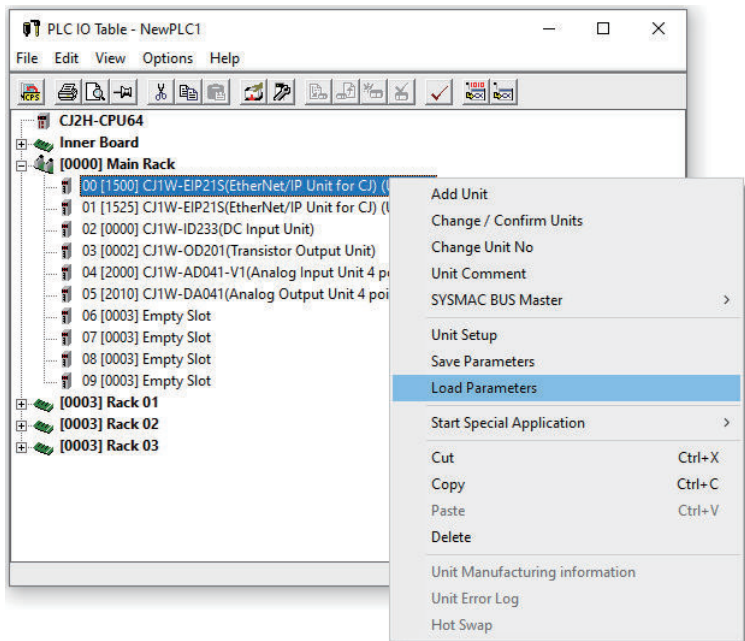 PLC IO Table - NewPLC1
File Edit View Options Help
CJ2H-CPU64
Inner Board
[0000] Main Rack
00 [1500] CJ1W-EIP21S(EtherNet/IP Unit for CJ) (
01 [1525] CJ1W-EIP21S(EtherNet/IP Unit for CJ) (
02 [0000] CJ1W-ID233(DC Input Unit)
03 [0002] CJ1W-OD201(Transistor Output Unit)
04 [2000] CJ1W-AD041-V1(Analog Input Unit 4
05 [2010] CJ1W-DA041(Analog Output Unit 4 poi
06 [0003] Empty Slot
07 [0003] Empty Slot
08 [0003] Empty Slot
09 [0003] Empty Slot
[0003] Rack 01
[0003] Rack 02
[0003] Rack 03
Add Unit
Change / Confirm Units
Change Unit No
Unit Comment
SYSMAC BUS Master
Unit Setup
Save Parameters
Load Parameters
Start Special Application
Cut Ctrl+X
Copy Ctrl+C
Paste Ctrl+V
Delete
Unit Manufacturing information
Unit Error Log
Hot Swap